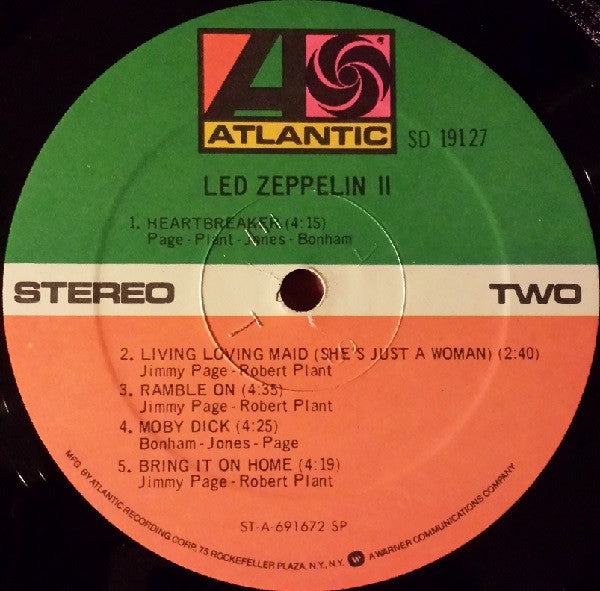 ATLANTIC
SD 19127
LED ZEPPELIN II
1. HEARTBREAKER (4:15)
Page - Plant - Jones - Bonham
STEREO TWO
2. LIVING LOVING MAID (SHE'S JUST A WOMAN) (2:40)
Jimmy Page - Robert Plant
3. RAMBLE ON (4:35)
Jimmy Page - Robert Plant
4. MOBY DICK (4:25)
Bonham - Jones - Page
5. BRING IT ON HOME (4:19)
Jimmy Page - Robert Plant
ST-A-691672 SP
MFG. BY ATLANTIC RECORDING CORP. 75 ROCKEFELLER PLAZA, N.Y., N.Y. W A WARNER COMMUNICATIONS COMPANY